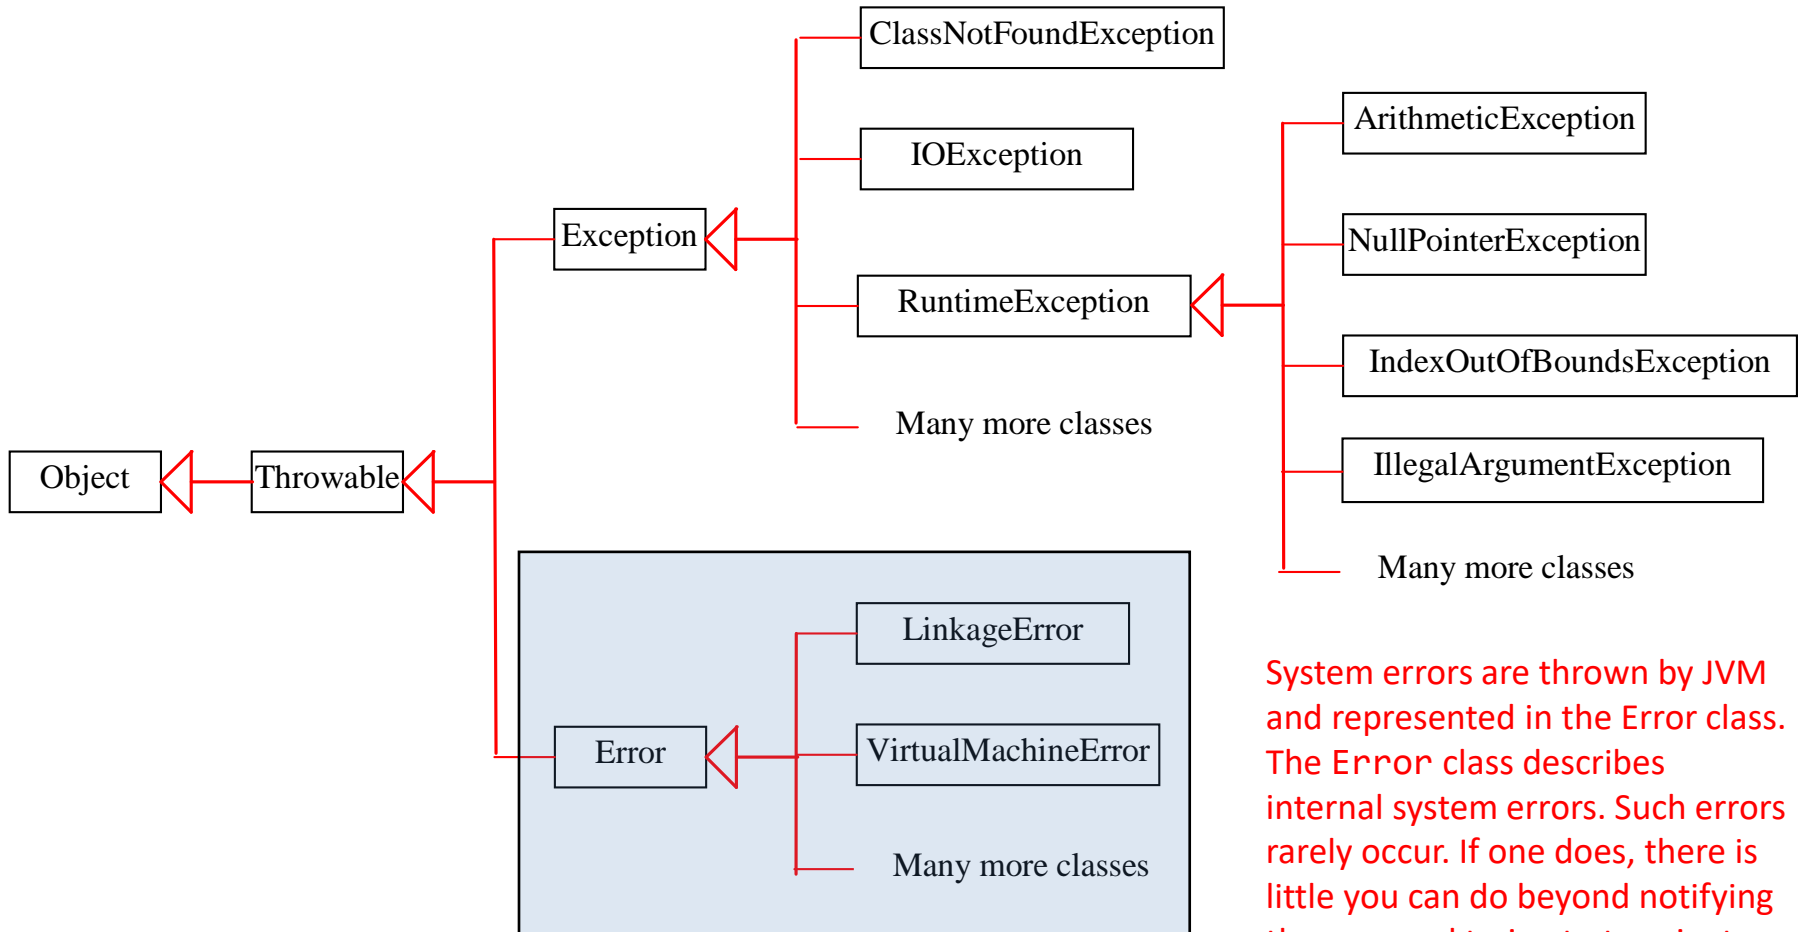 ClassNotFoundException
ArithmeticException
IOException
Exception
NullPointerException
RuntimeException
IndexOutOfBoundsException
Many more classes
Object
Throwable
IllegalArgumentException
Many more classes
LinkageError
VirtualMachineError
Error
Many more classes
System errors are thrown by JVM
and represented in the Error class.
The Error class describes
internal system errors. Such errors
rarely occur. If one does, there is
little you can do beyond notifying